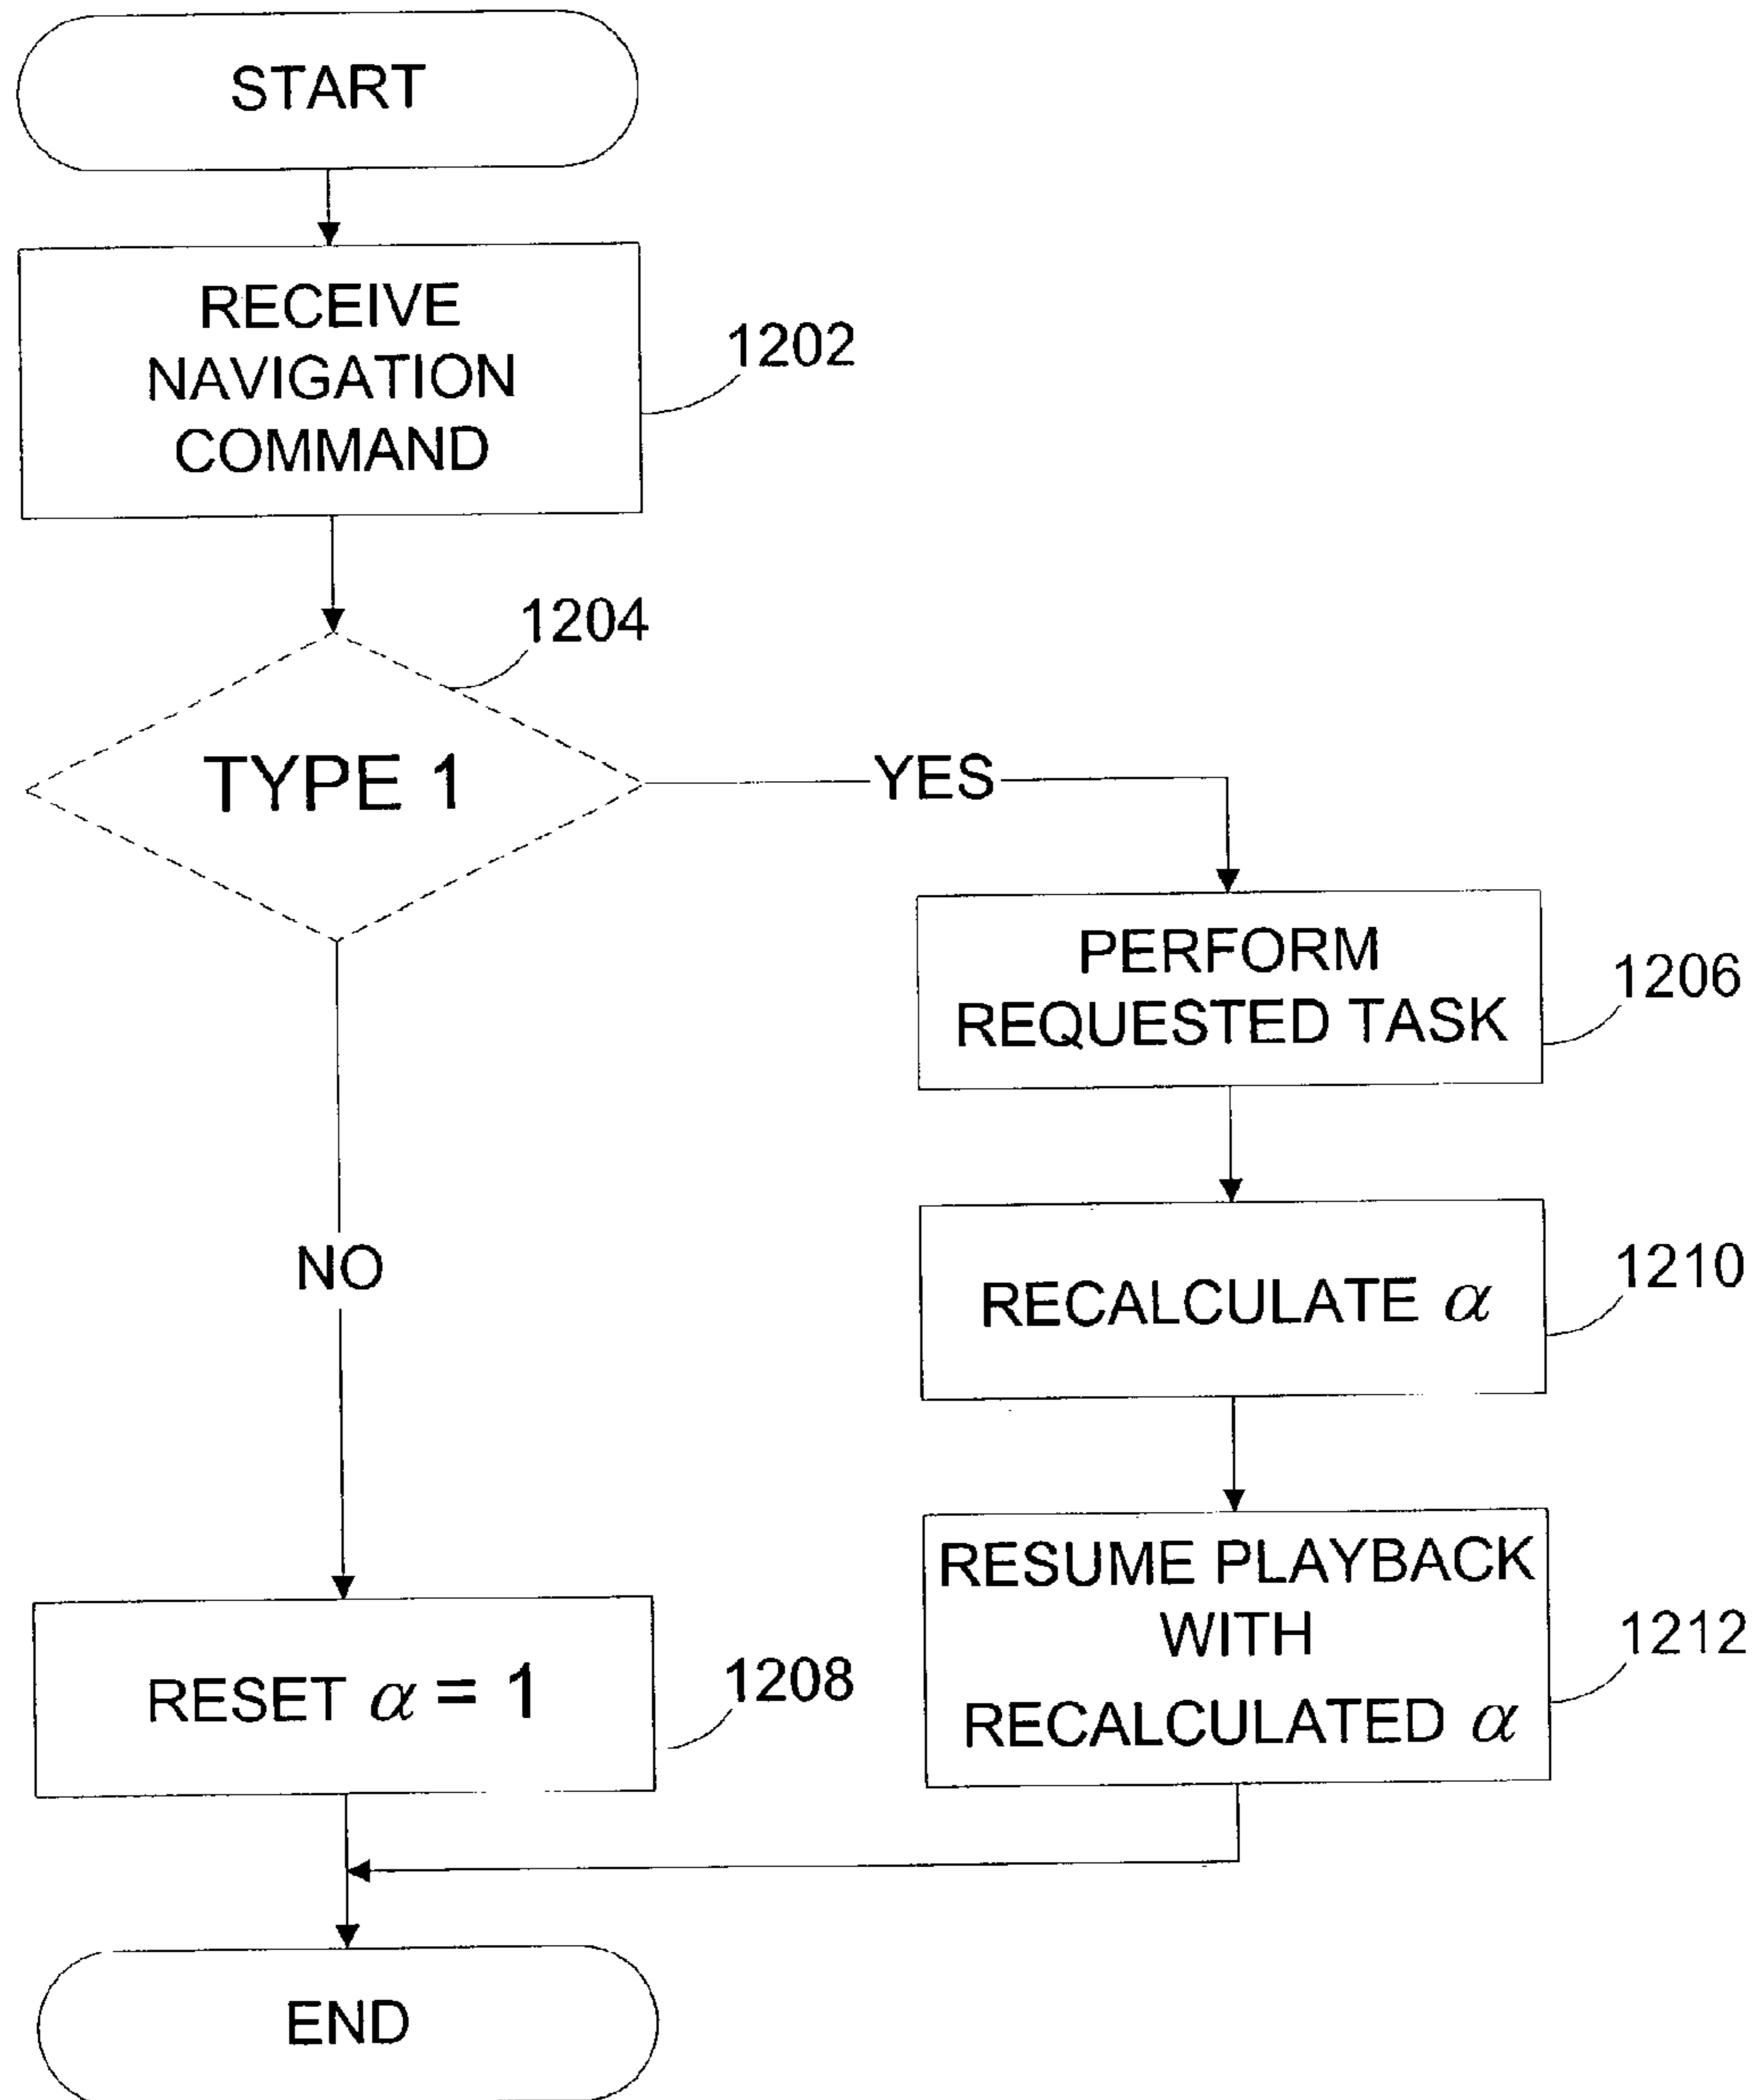 START
RECEIVE
NAVIGATION
COMMAND
1202
1204
TYPE 1
YES
PERFORM
REQUESTED TASK
1206
RECALCULATE α
1210
NO
RESUME PLAYBACK
WITH
RECALCULATED α
1212
RESET α = 1
1208
END